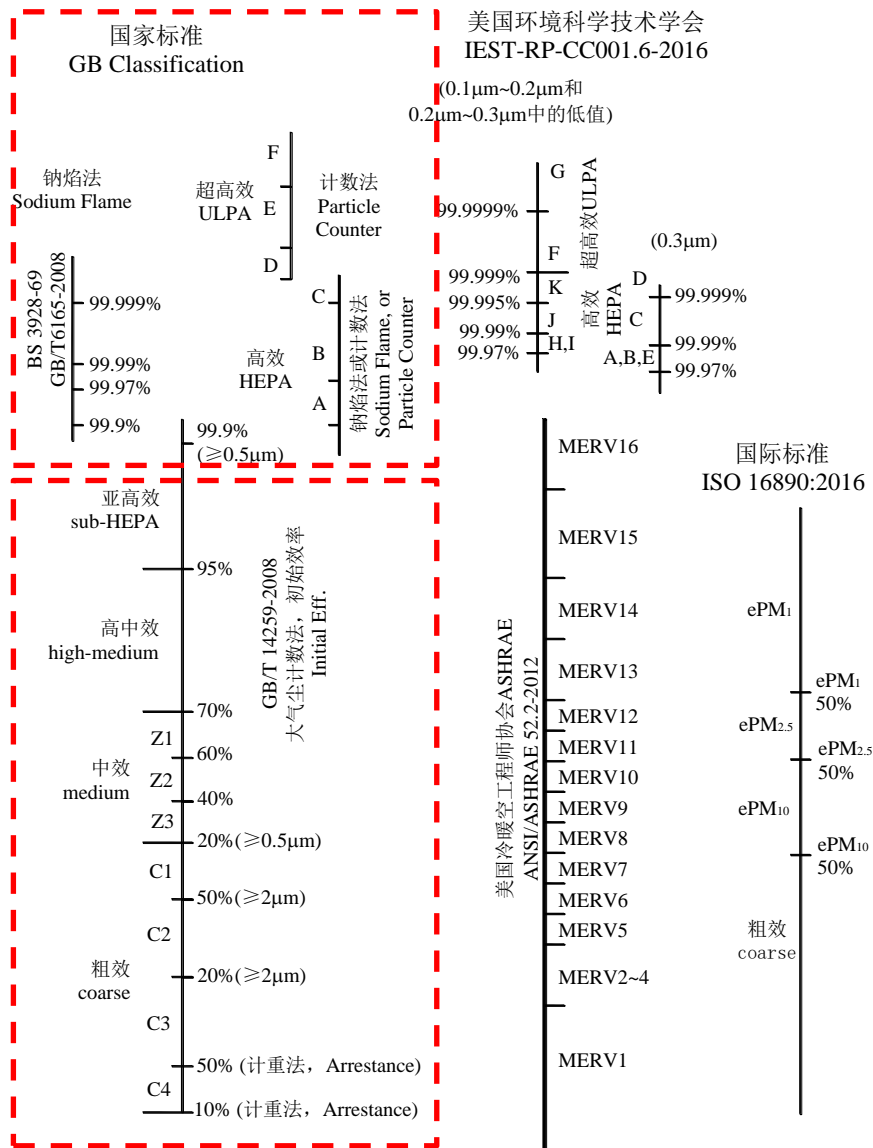 国家标准
GB Classification
美国环境科学技术学会
IEST-RP-CC001.6-2016
(0.1μm~0.2μm和
0.2μm~0.3μm中的低值)
钠焰法
Sodium Flame
BS 3928-69
GB/T6165-2008
99.999%
99.99%
99.97%
99.9%
超高效
ULPA
F
E
D
计数法
Particle
Counter
高效
HEPA
C
B
A
钠焰法或计数法
Sodium Flame, or
Particle Counter
G
99.9999%
F
99.999%
K
99.995%
J
99.99%
H,I
99.97%
超高效ULPA
高效
HEPA
(0.3μm)
D
99.999%
C
99.99%
A,B,E
99.97%
99.9%
(≥0.5μm)
亚高效
sub-HEPA
95%
高中效
high-medium
70%
Z1
60%
中效
medium
Z2
40%
Z3
20%(≥0.5μm)
C1
50%(≥2μm)
C2
20%(≥2μm)
粗效
coarse
C3
50% (计重法，Arrestance)
C4
10% (计重法，Arrestance)
GB/T 14259-2008
大气尘计数法，初始效率
Initial Eff.
美国冷暖空工程师协会ASHRAE
ANSI/ASHRAE 52.2-2012
MERV16
MERV15
MERV14
MERV13
MERV12
MERV11
MERV10
MERV9
MERV8
MERV7
MERV6
MERV5
MERV2~4
MERV1
国际标准
ISO 16890:2016
ePM1
ePM1
50%
ePM2.5
ePM2.5
50%
ePM10
ePM10
50%
粗效
coarse